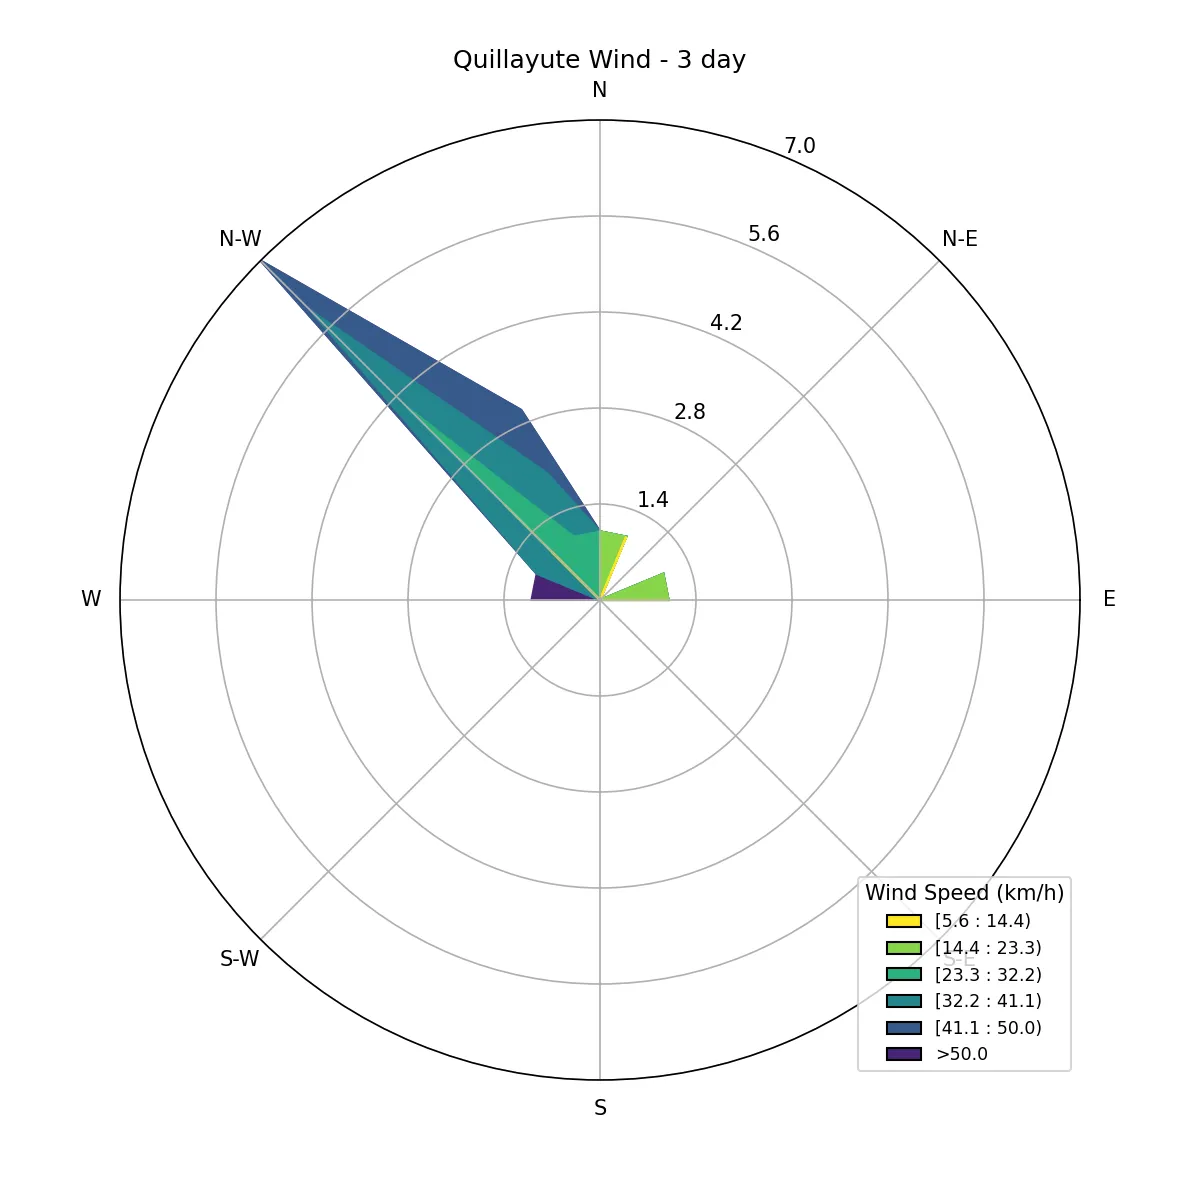 Quillayute Wind - 3 day
N
7.0
N-W
5.6
N-E
4.2
2.8
1.4
W
E
Wind Speed (km/h)
[5.6 : 14.4)
[14.4 : 23.3)
S-W
S-E
[23.3 : 32.2)
[32.2 : 41.1)
[41.1 : 50.0)
>50.0
S